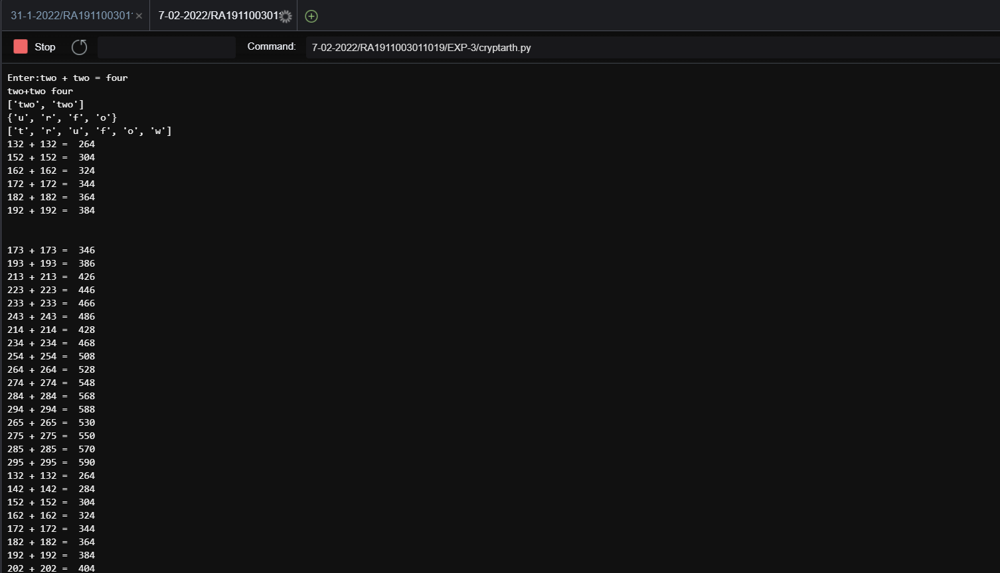 31-1-2022/RA191100301
7-02-2022/RA191100301
Stop
Command:
7-02-2022/RA1911003011019/EXP-3/cryptarth.py
Enter:two + two = four
two+two four
['two', 'two']
{'u', 'r', 'f', 'o'}
['t', 'r', 'u', 'f', 'o', 'w']
132 + 132 =  264
152 + 152 =  304
162 + 162 =  324
172 + 172 =  344
182 + 182 =  364
192 + 192 =  384
173 + 173 =  346
193 + 193 =  386
213 + 213 =  426
223 + 223 =  446
233 + 233 =  466
243 + 243 =  486
214 + 214 =  428
234 + 234 =  468
254 + 254 =  508
264 + 264 =  528
274 + 274 =  548
284 + 284 =  568
294 + 294 =  588
265 + 265 =  530
275 + 275 =  550
285 + 285 =  570
295 + 295 =  590
132 + 132 =  264
142 + 142 =  284
152 + 152 =  304
162 + 162 =  324
172 + 172 =  344
182 + 182 =  364
192 + 192 =  384
202 + 202 =  404